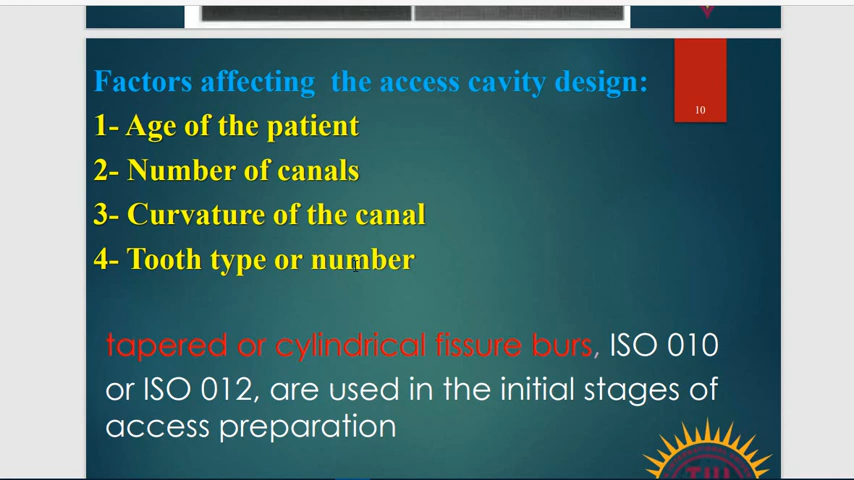 Factors affecting the access cavity design:
10
1- Age of the patient
2- Number of canals
3- Curvature of the canal
4- Tooth type or number
tapered or cylindrical fissure burs, ISO 010
or ISO 012, are used in the initial stages of
access preparation